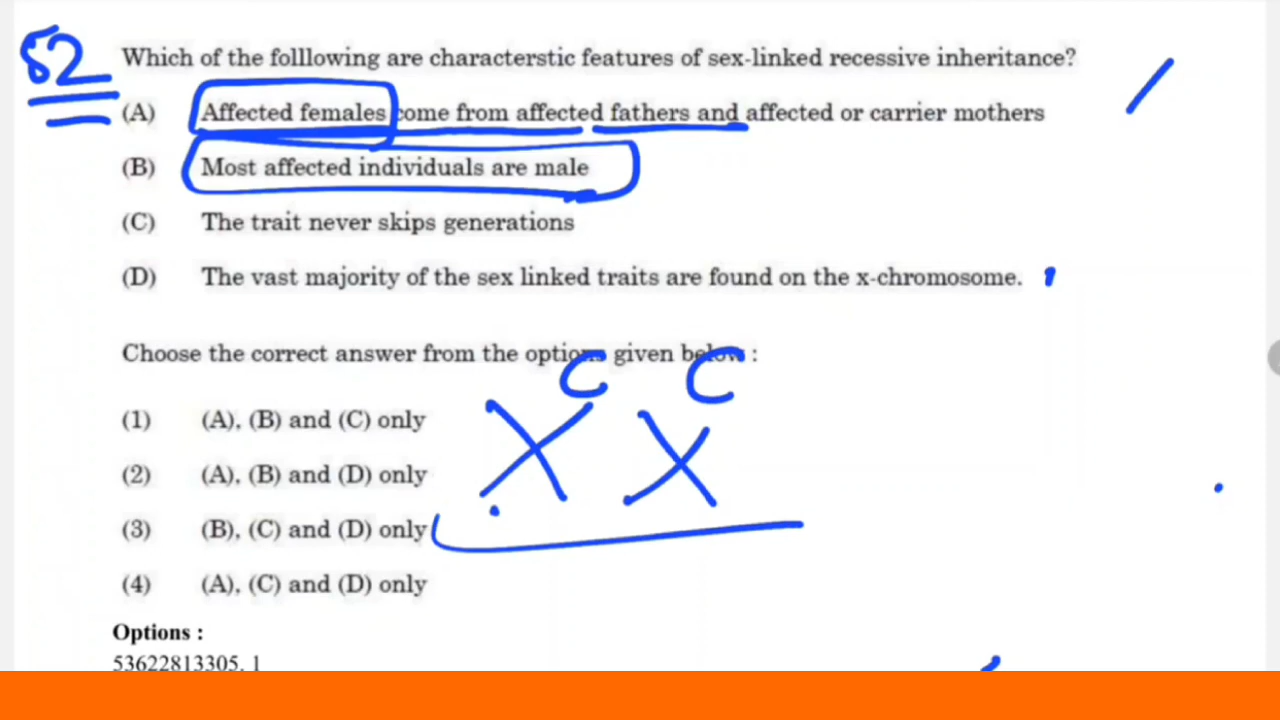 52
Which of the folllowing are characterstic features of sex-linked recessive inheritance?
(A) Affected females come from affected fathers and affected or carrier mothers
(B) Most affected individuals are male
(C) The trait never skips generations
(D) The vast majority of the sex linked traits are found on the x-chromosome.
Choose the correct answer from the options given below :
(1) (A), (B) and (C) only
(2) (A), (B) and (D) only
(3) (B), (C) and (D) only
(4) (A), (C) and (D) only
X^C X^C
Options :
53622813305. 1